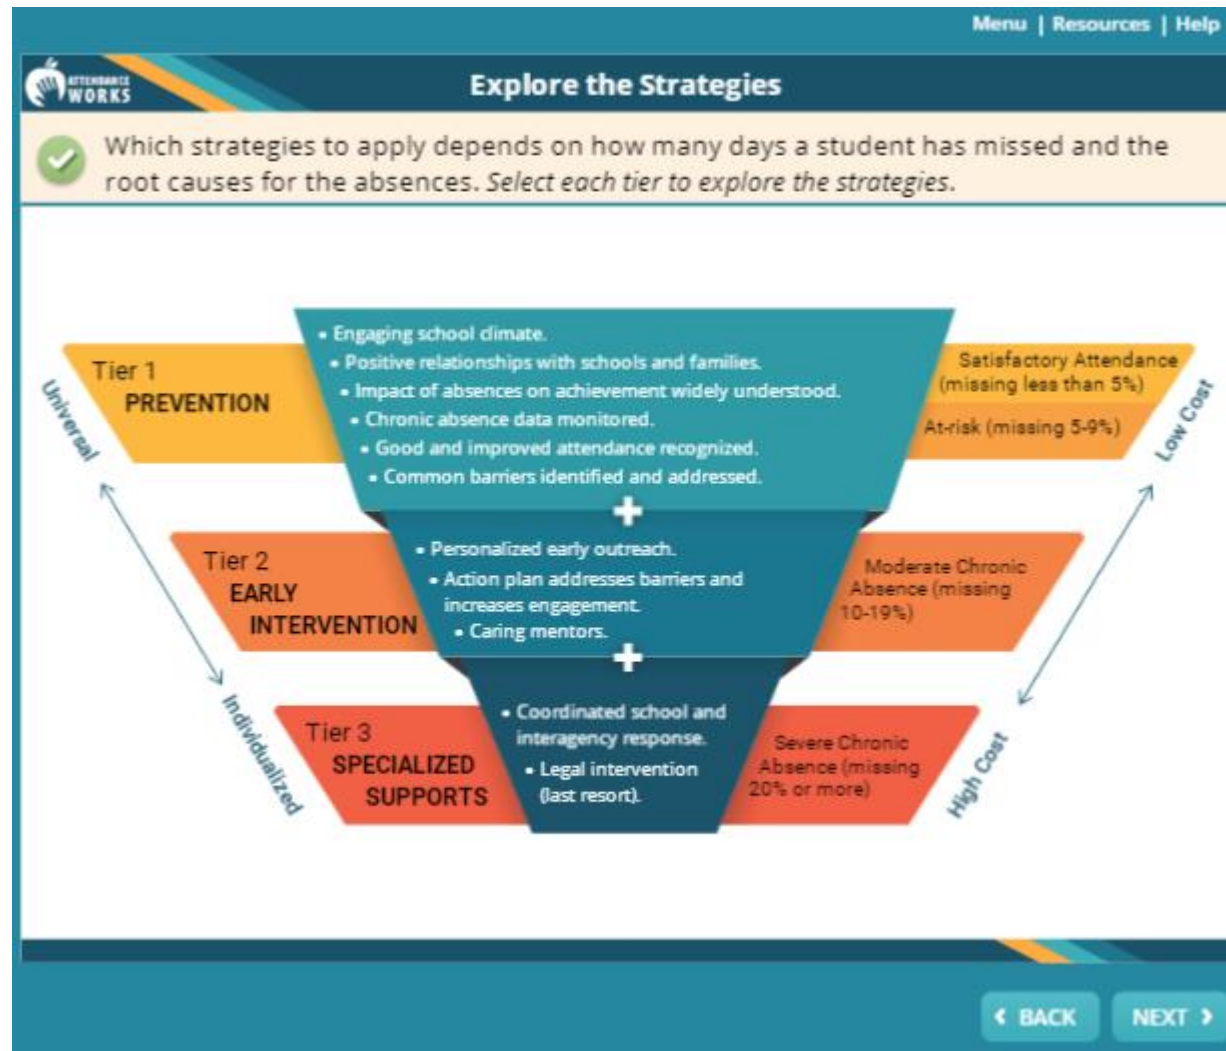 Menu | Resources | Help
ATTENDANCE
WORKS
Explore the Strategies
Which strategies to apply depends on how many days a student has missed and the
root causes for the absences. Select each tier to explore the strategies.
Universal
Individualized
Tier 1
PREVENTION
• Engaging school climate.
• Positive relationships with schools and families.
• Impact of absences on achievement widely understood.
• Chronic absence data monitored.
• Good and improved attendance recognized.
• Common barriers identified and addressed.
Satisfactory Attendance
(missing less than 5%)
At-risk (missing 5-9%)
Low Cost
High Cost
+
Tier 2
EARLY
INTERVENTION
• Personalized early outreach.
• Action plan addresses barriers and
increases engagement.
• Caring mentors.
Moderate Chronic
Absence (missing
10-19%)
+
Tier 3
SPECIALIZED
SUPPORTS
• Coordinated school and
interagency response.
• Legal intervention
(last resort).
Severe Chronic
Absence (missing
20% or more)
BACK
NEXT